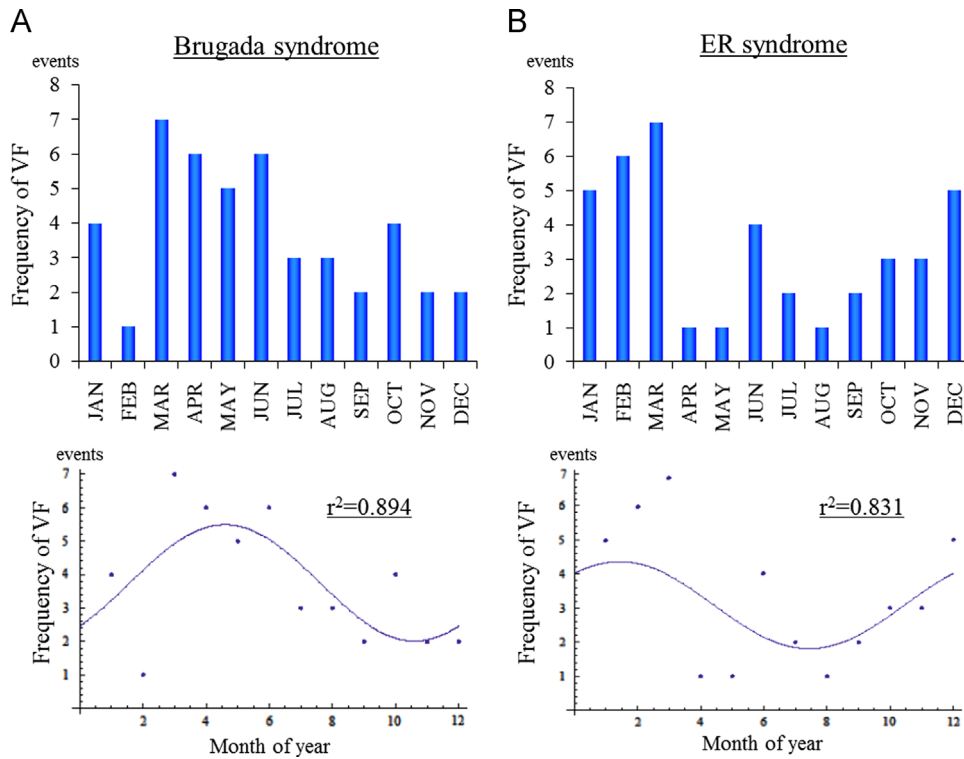 A
Brugada syndrome
events
Frequency of VF
8
7
6
5
4
3
2
1
0
JAN FEB MAR APR MAY JUN JUL AUG SEP OCT NOV DEC
events
Frequency of VF
7
6
5
4
3
2
1
r²=0.894
2 4 6 8 10 12
Month of year
B
ER syndrome
events
Frequency of VF
8
7
6
5
4
3
2
1
0
JAN FEB MAR APR MAY JUN JUL AUG SEP OCT NOV DEC
events
Frequency of VF
7
6
5
4
3
2
1
r²=0.831
2 4 6 8 10 12
Month of year